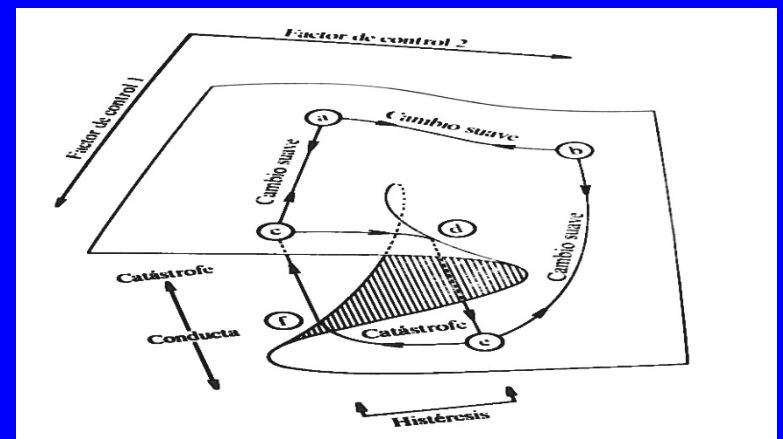 Factor de control 2
Factor de control 1
a
Cambio suave
b
Cambio suave
c
d
Cambio suave
Catástrofe
Conducta
f
Catástrofe
e
Histéresis